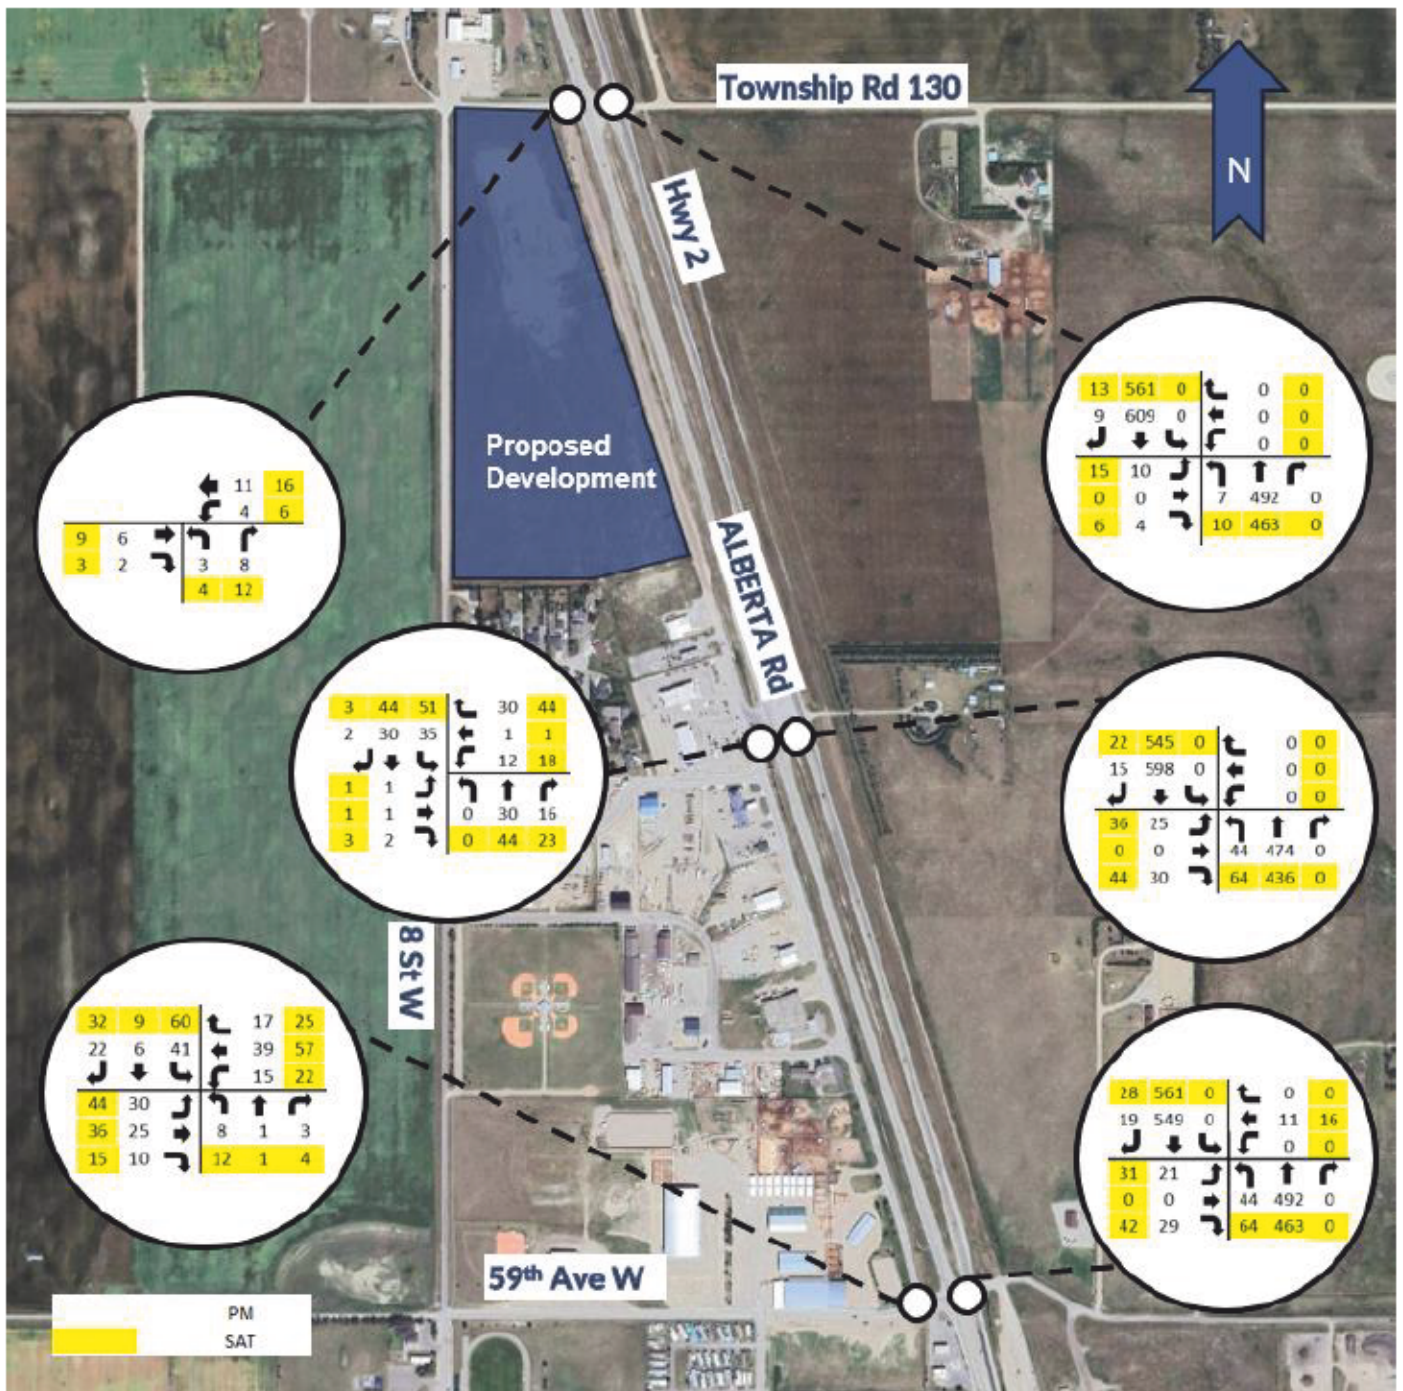 Township Rd 130
N
Hwy 2
Proposed
Development
13 561 0 0 0
9 609 0 0 0
0 0
15 10
0 0 7 492 0
6 4 10 463 0
11 16
4 6
9 6
3 2 3 8
4 12
ALBERTA Rd
3 44 51 30 44
2 30 35 1 1
12 18
1 1
1 1 0 30 16
3 2 0 44 23
22 545 0 0 0
15 598 0 0 0
0 0
36 25
0 0 44 474 0
44 30 64 436 0
8 St W
32 9 60 17 25
22 6 41 39 57
15 22
44 30
36 25 8 1 3
15 10 12 1 4
28 561 0 0 0
19 549 0 11 16
0 0
31 21
0 0 44 492 0
42 29 64 463 0
59th Ave W
PM
SAT